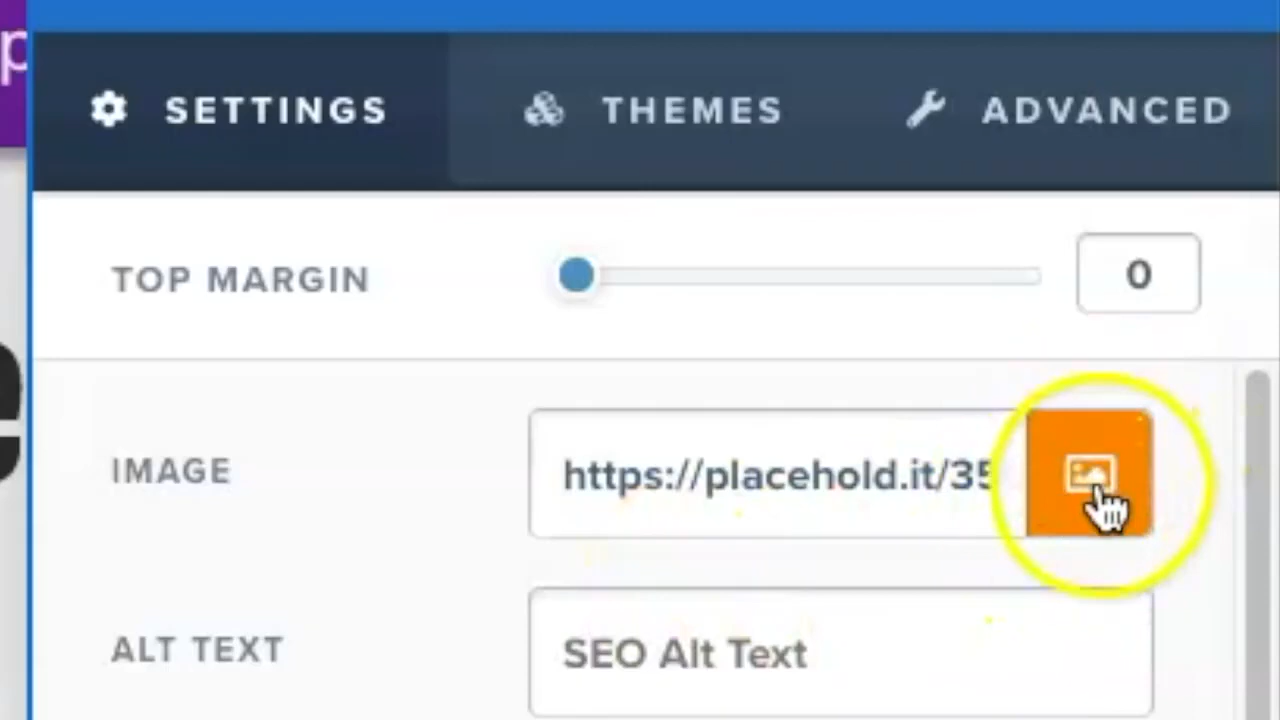 p
SETTINGS THEMES ADVANCED
TOP MARGIN 0
e
IMAGE https://placehold.it/35
ALT TEXT SEO Alt Text